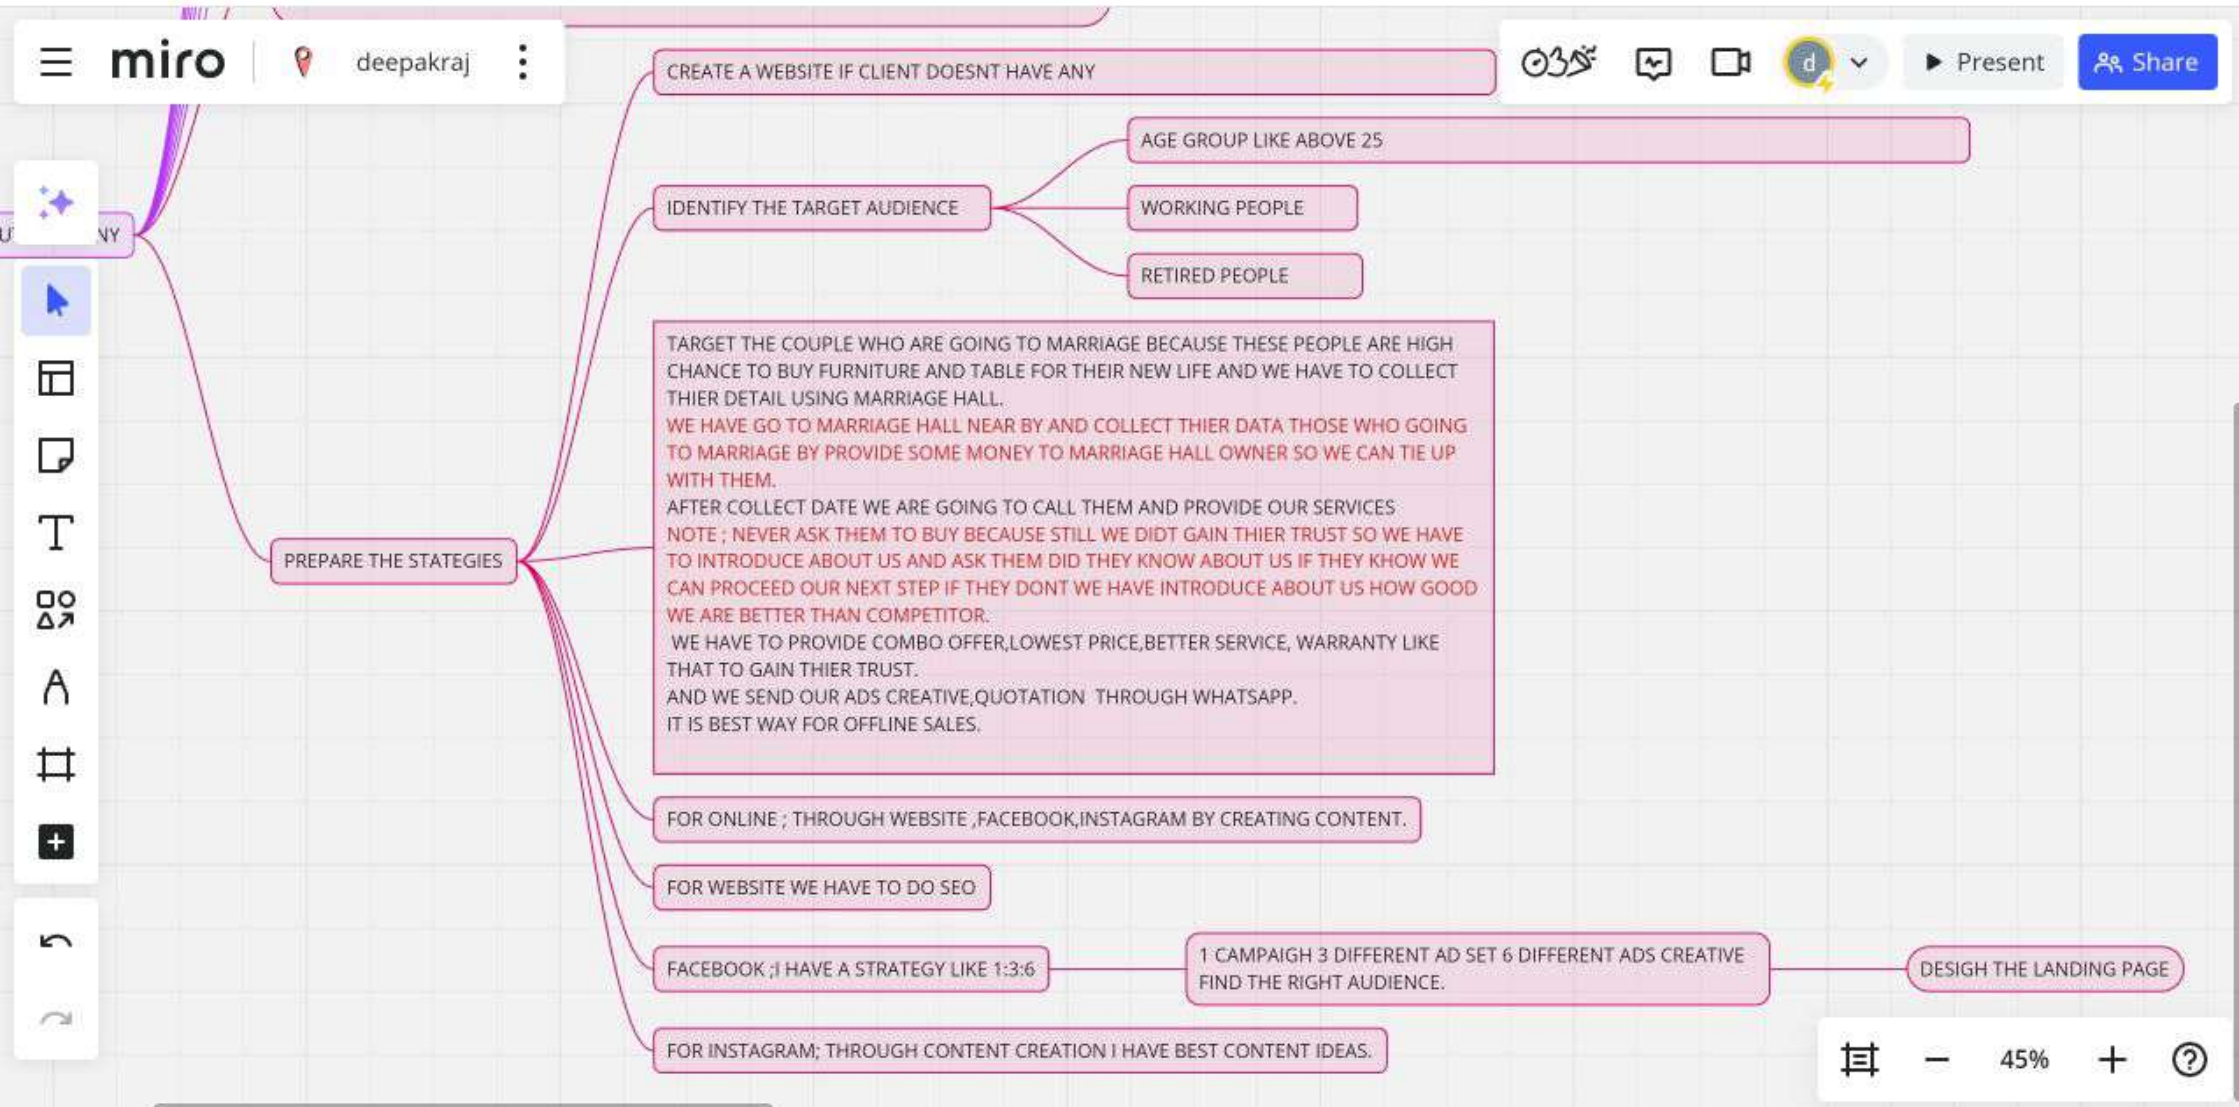 miro
deepakraj
d
Present
Share
CREATE A WEBSITE IF CLIENT DOESNT HAVE ANY
AGE GROUP LIKE ABOVE 25
IDENTIFY THE TARGET AUDIENCE
WORKING PEOPLE
RETIRED PEOPLE
NY
TARGET THE COUPLE WHO ARE GOING TO MARRIAGE BECAUSE THESE PEOPLE ARE HIGH
CHANCE TO BUY FURNITURE AND TABLE FOR THEIR NEW LIFE AND WE HAVE TO COLLECT
THIER DETAIL USING MARRIAGE HALL.
WE HAVE GO TO MARRIAGE HALL NEAR BY AND COLLECT THIER DATA THOSE WHO GOING
TO MARRIAGE BY PROVIDE SOME MONEY TO MARRIAGE HALL OWNER SO WE CAN TIE UP
WITH THEM.
AFTER COLLECT DATE WE ARE GOING TO CALL THEM AND PROVIDE OUR SERVICES
NOTE ; NEVER ASK THEM TO BUY BECAUSE STILL WE DIDT GAIN THIER TRUST SO WE HAVE
TO INTRODUCE ABOUT US AND ASK THEM DID THEY KNOW ABOUT US IF THEY KHOW WE
CAN PROCEED OUR NEXT STEP IF THEY DONT WE HAVE INTRODUCE ABOUT US HOW GOOD
WE ARE BETTER THAN COMPETITOR.
WE HAVE TO PROVIDE COMBO OFFER,LOWEST PRICE,BETTER SERVICE, WARRANTY LIKE
THAT TO GAIN THIER TRUST.
AND WE SEND OUR ADS CREATIVE,QUOTATION  THROUGH WHATSAPP.
IT IS BEST WAY FOR OFFLINE SALES.
PREPARE THE STATEGIES
FOR ONLINE ; THROUGH WEBSITE ,FACEBOOK,INSTAGRAM BY CREATING CONTENT.
FOR WEBSITE WE HAVE TO DO SEO
FACEBOOK ;I HAVE A STRATEGY LIKE 1:3:6
1 CAMPAIGH 3 DIFFERENT AD SET 6 DIFFERENT ADS CREATIVE
FIND THE RIGHT AUDIENCE.
DESIGH THE LANDING PAGE
FOR INSTAGRAM; THROUGH CONTENT CREATION I HAVE BEST CONTENT IDEAS.
45%